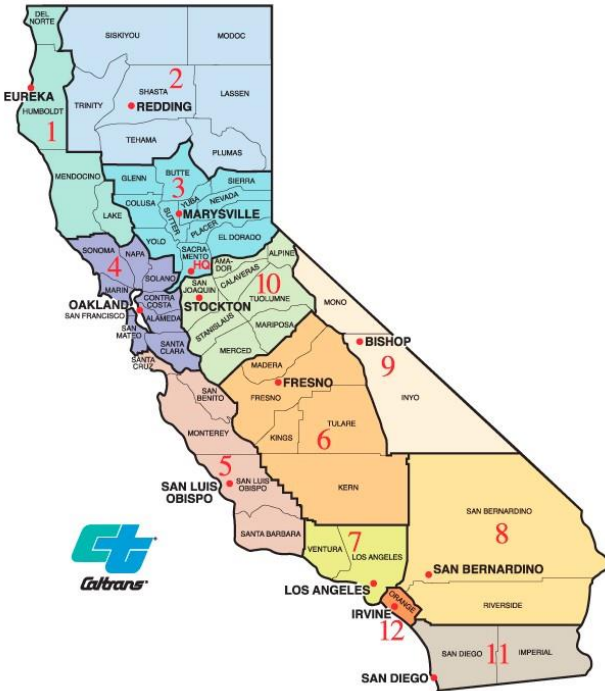 DEL
NORTE
SISKIYOU
MODOC
EUREKA
HUMBOLDT
1
TRINITY
SHASTA
2
REDDING
LASSEN
TEHAMA
PLUMAS
MENDOCINO
LAKE
GLENN
BUTTE
3
SIERRA
COLUSA
YUBA
NEVADA
SUTTER
MARYSVILLE
PLACER
YOLO
EL DORADO
SACRA-
MENTO
HQ
SONOMA
NAPA
4
SOLANO
MARIN
AMA-
DOR
ALPINE
CALAVERAS
10
SAN
JOAQUIN
STOCKTON
TUOLUMNE
OAKLAND
SAN FRANCISCO
CONTRA
COSTA
ALAMEDA
SAN
MATEO
SANTA
CLARA
STANISLAUS
MARIPOSA
MERCED
MONO
BISHOP
9
INYO
SANTA
CRUZ
SAN
BENITO
MONTEREY
MADERA
FRESNO
FRESNO
TULARE
KINGS
6
KERN
5
SAN LUIS
OBISPO
SAN LUIS
OBISPO
SANTA BARBARA
7
VENTURA
LOS ANGELES
LOS ANGELES
SAN BERNARDINO
8
SAN BERNARDINO
RIVERSIDE
ORANGE
IRVINE
12
SAN DIEGO
11
IMPERIAL
SAN DIEGO
ct
Caltrans